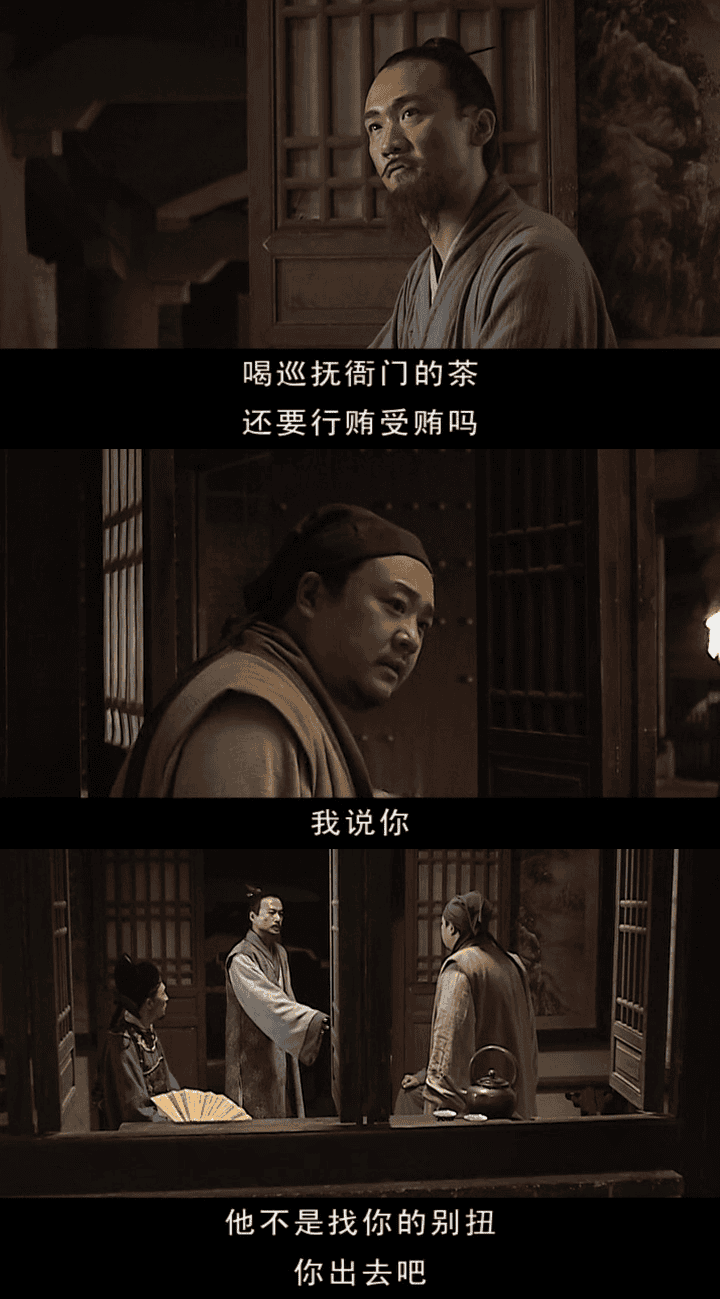 喝巡抚衙门的茶
还要行贿受贿吗
我说你
他不是找你的别扭
你出去吧